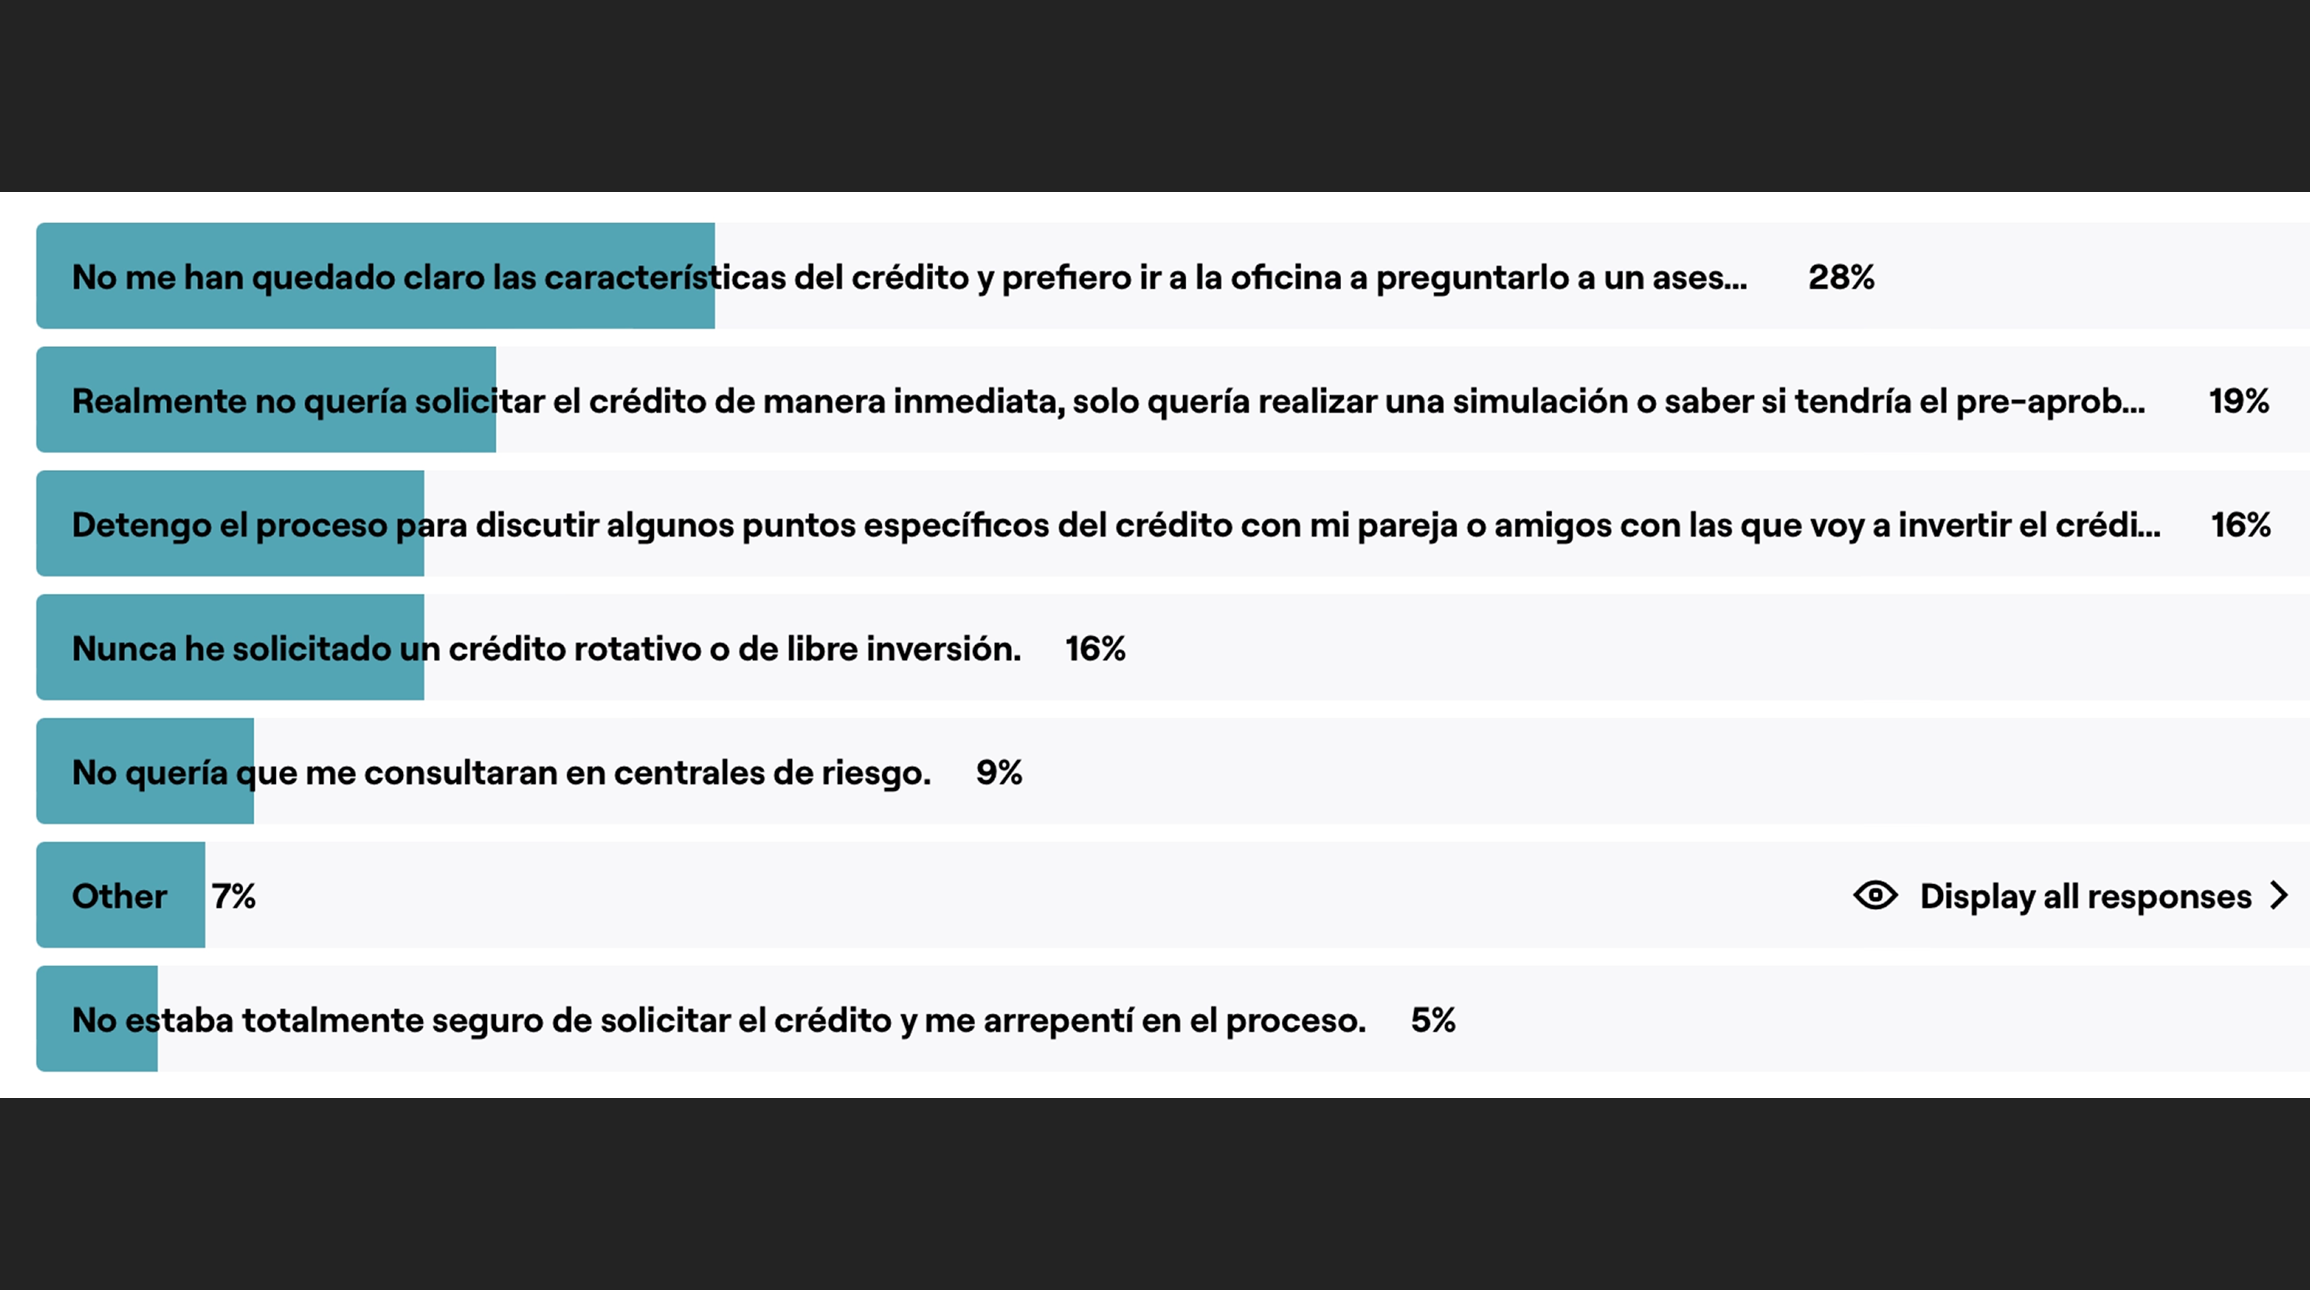 No me han quedado claro las características del crédito y prefiero ir a la oficina a preguntarlo a un ases... 28%
Realmente no quería solicitar el crédito de manera inmediata, solo quería realizar una simulación o saber si tendría el pre-aprob... 19%
Detengo el proceso para discutir algunos puntos específicos del crédito con mi pareja o amigos con las que voy a invertir el crédi... 16%
Nunca he solicitado un crédito rotativo o de libre inversión. 16%
No quería que me consultaran en centrales de riesgo. 9%
Other 7% Display all responses
No estaba totalmente seguro de solicitar el crédito y me arrepentí en el proceso. 5%